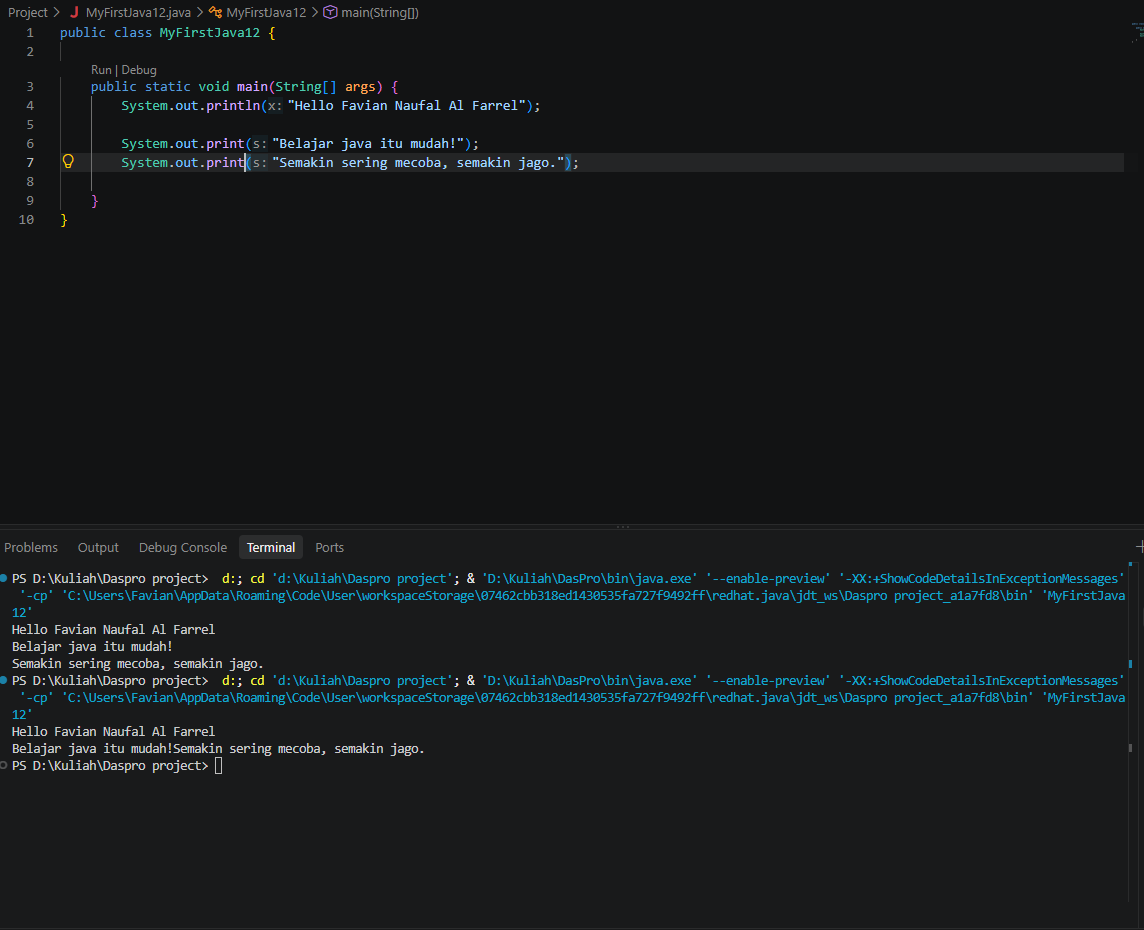 Project > MyFirstJava12.java > MyFirstJava12 > main(String[])
1 public class MyFirstJava12 {
2
Run | Debug
3 public static void main(String[] args) {
4 System.out.println(x: "Hello Favian Naufal Al Farrel");
5
6 System.out.print(s: "Belajar java itu mudah!");
7 System.out.print(s: "Semakin sering mecoba, semakin jago.");
8
9 }
10 }
Problems Output Debug Console Terminal Ports
PS D:\Kuliah\Daspro project> d:; cd 'd:\Kuliah\Daspro project'; & 'D:\Kuliah\DasPro\bin\java.exe' '--enable-preview' '-XX:+ShowCodeDetailsInExceptionMessages'
'-cp' 'C:\Users\Favian\AppData\Roaming\Code\User\workspaceStorage\07462cbb318ed1430535fa727f9492ff\redhat.java\jdt_ws\Daspro project_a1a7fd8\bin' 'MyFirstJava
12'
Hello Favian Naufal Al Farrel
Belajar java itu mudah!
Semakin sering mecoba, semakin jago.
PS D:\Kuliah\Daspro project> d:; cd 'd:\Kuliah\Daspro project'; & 'D:\Kuliah\DasPro\bin\java.exe' '--enable-preview' '-XX:+ShowCodeDetailsInExceptionMessages'
'-cp' 'C:\Users\Favian\AppData\Roaming\Code\User\workspaceStorage\07462cbb318ed1430535fa727f9492ff\redhat.java\jdt_ws\Daspro project_a1a7fd8\bin' 'MyFirstJava
12'
Hello Favian Naufal Al Farrel
Belajar java itu mudah!Semakin sering mecoba, semakin jago.
PS D:\Kuliah\Daspro project>